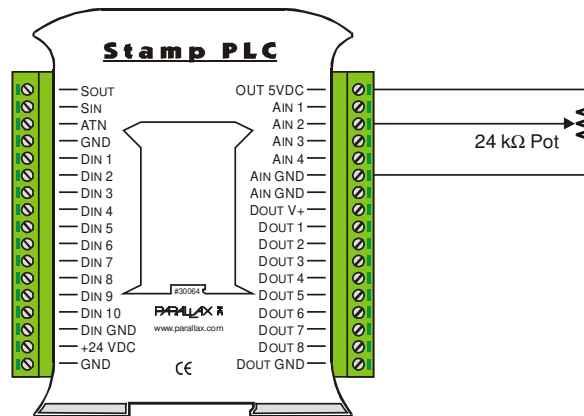 Stamp PLC
SOUT
SIN
ATN
GND
DIN 1
DIN 2
DIN 3
DIN 4
DIN 5
DIN 6
DIN 7
DIN 8
DIN 9
DIN 10
DIN GND
+24 VDC
GND
OUT 5VDC
AIN 1
AIN 2
AIN 3
AIN 4
AIN GND
AIN GND
DOUT V+
DOUT 1
DOUT 2
DOUT 3
DOUT 4
DOUT 5
DOUT 6
DOUT 7
DOUT 8
DOUT GND
#30064
PARALLAX
www.parallax.com
CE
24 kΩ Pot